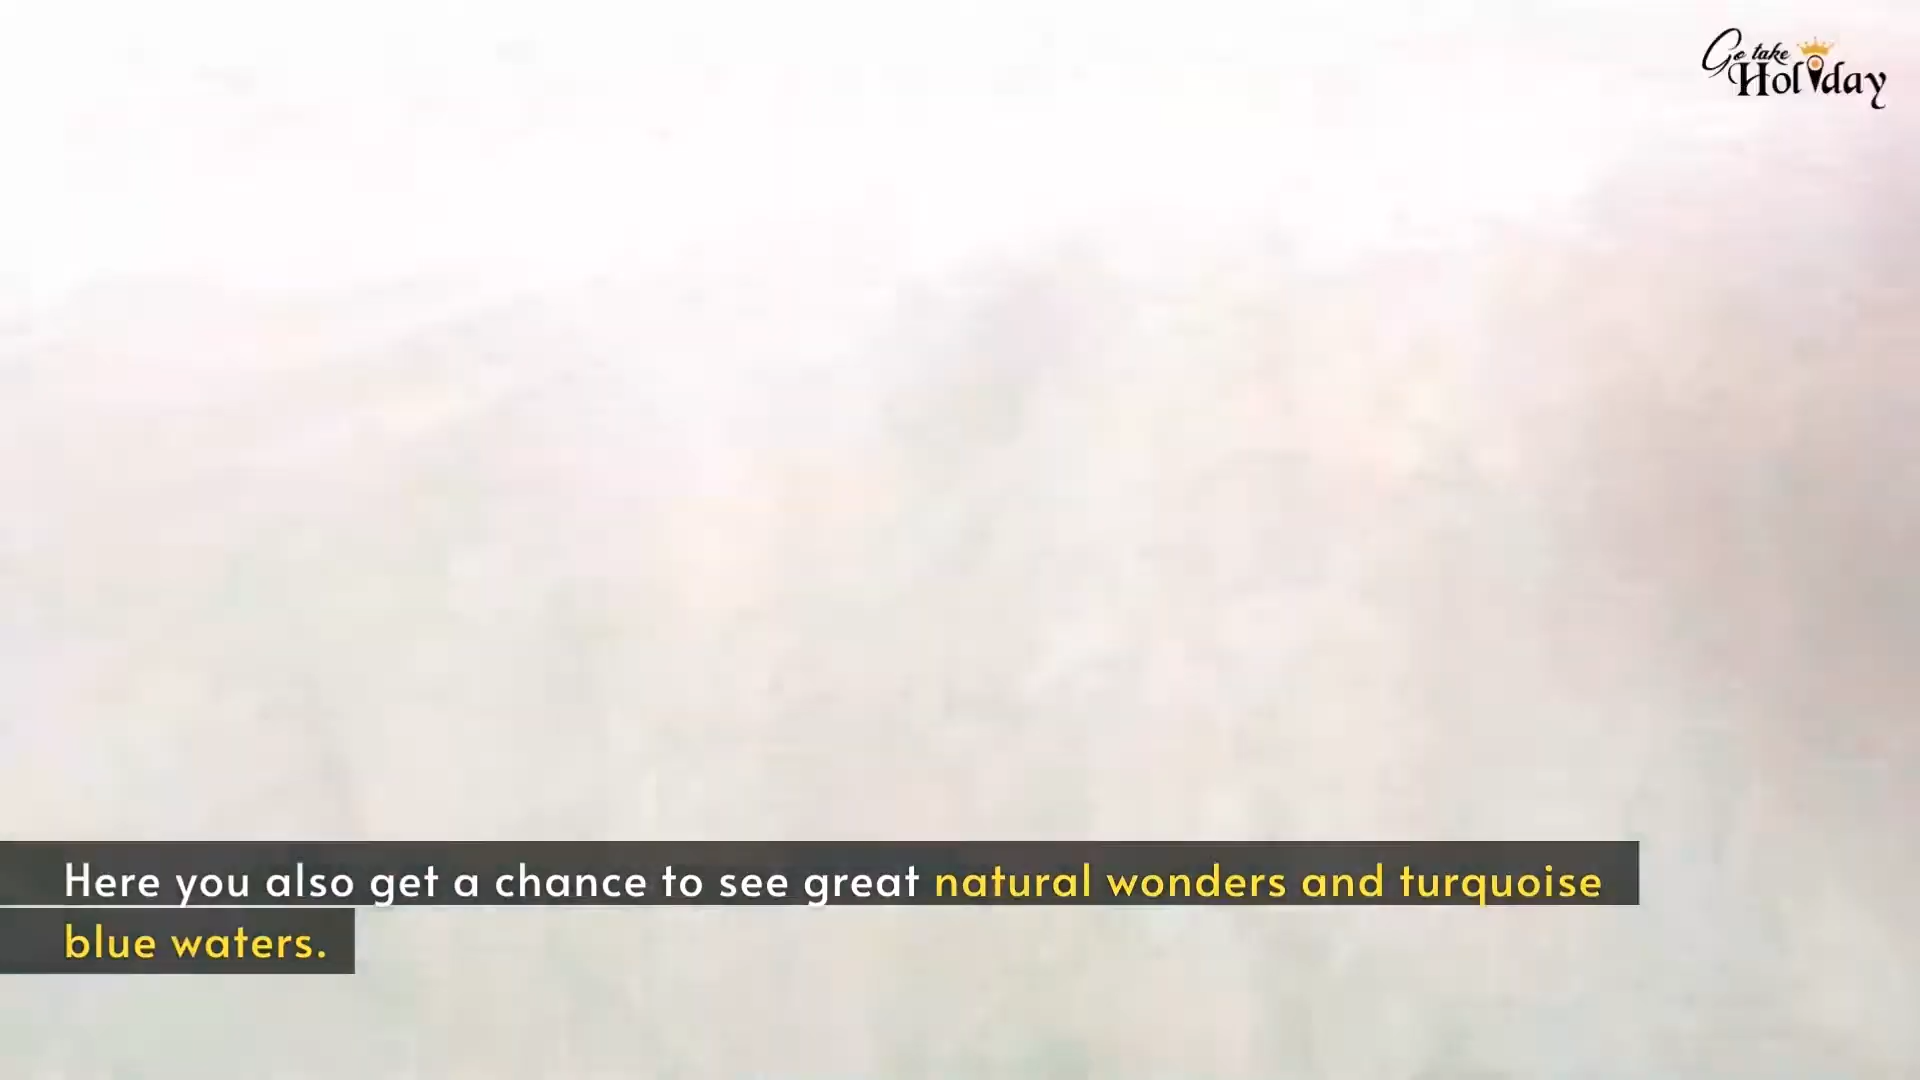 Go take
Holiday
Here you also get a chance to see great natural wonders and turquoise
blue waters.